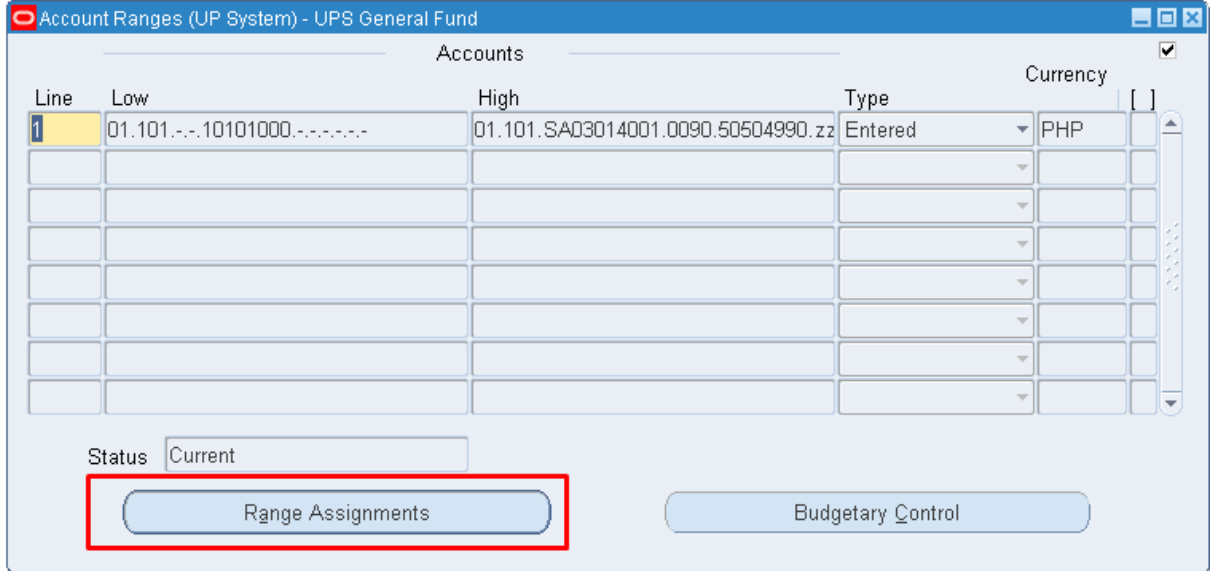 Account Ranges (UP System) - UPS General Fund
Accounts
Currency
Line Low High Type [ ]
1 01.101.-.-.10101000.-.-.-.-.-.- 01.101.SA03014001.0090.50504990.zz Entered PHP
Status Current
Range Assignments Budgetary Control